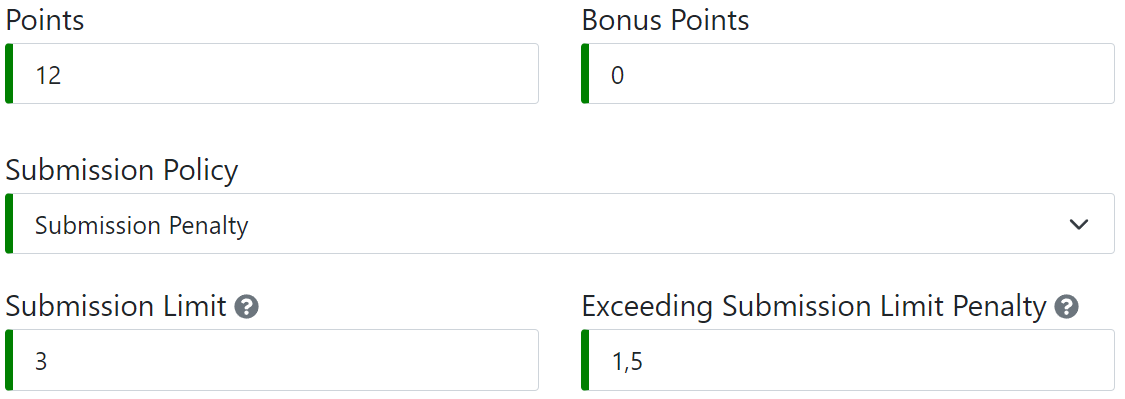 Points
Bonus Points
12
0
Submission Policy
Submission Penalty
Submission Limit ?
Exceeding Submission Limit Penalty ?
3
1,5